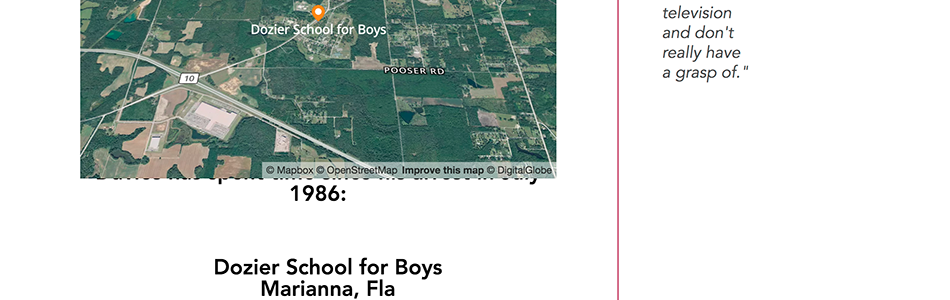 Dozier School for Boys
POOSER RD
10
© Mapbox © OpenStreetMap Improve this map © DigitalGlobe
1986:
Dozier School for Boys
Marianna, Fla
television
and don't
really have
a grasp of."